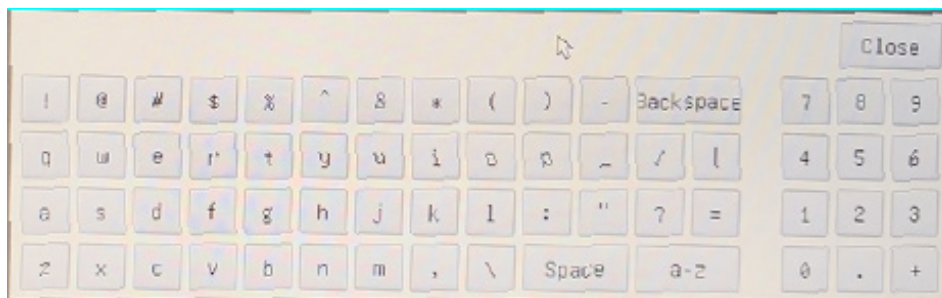 Close
! @ # $ % ^ & * ( ) - Backspace 7 8 9
q w e r t y u i o p _ / [ 4 5 6
a s d f g h j k l : " ? = 1 2 3
z x c v b n m , \ Space a-z 0 . +